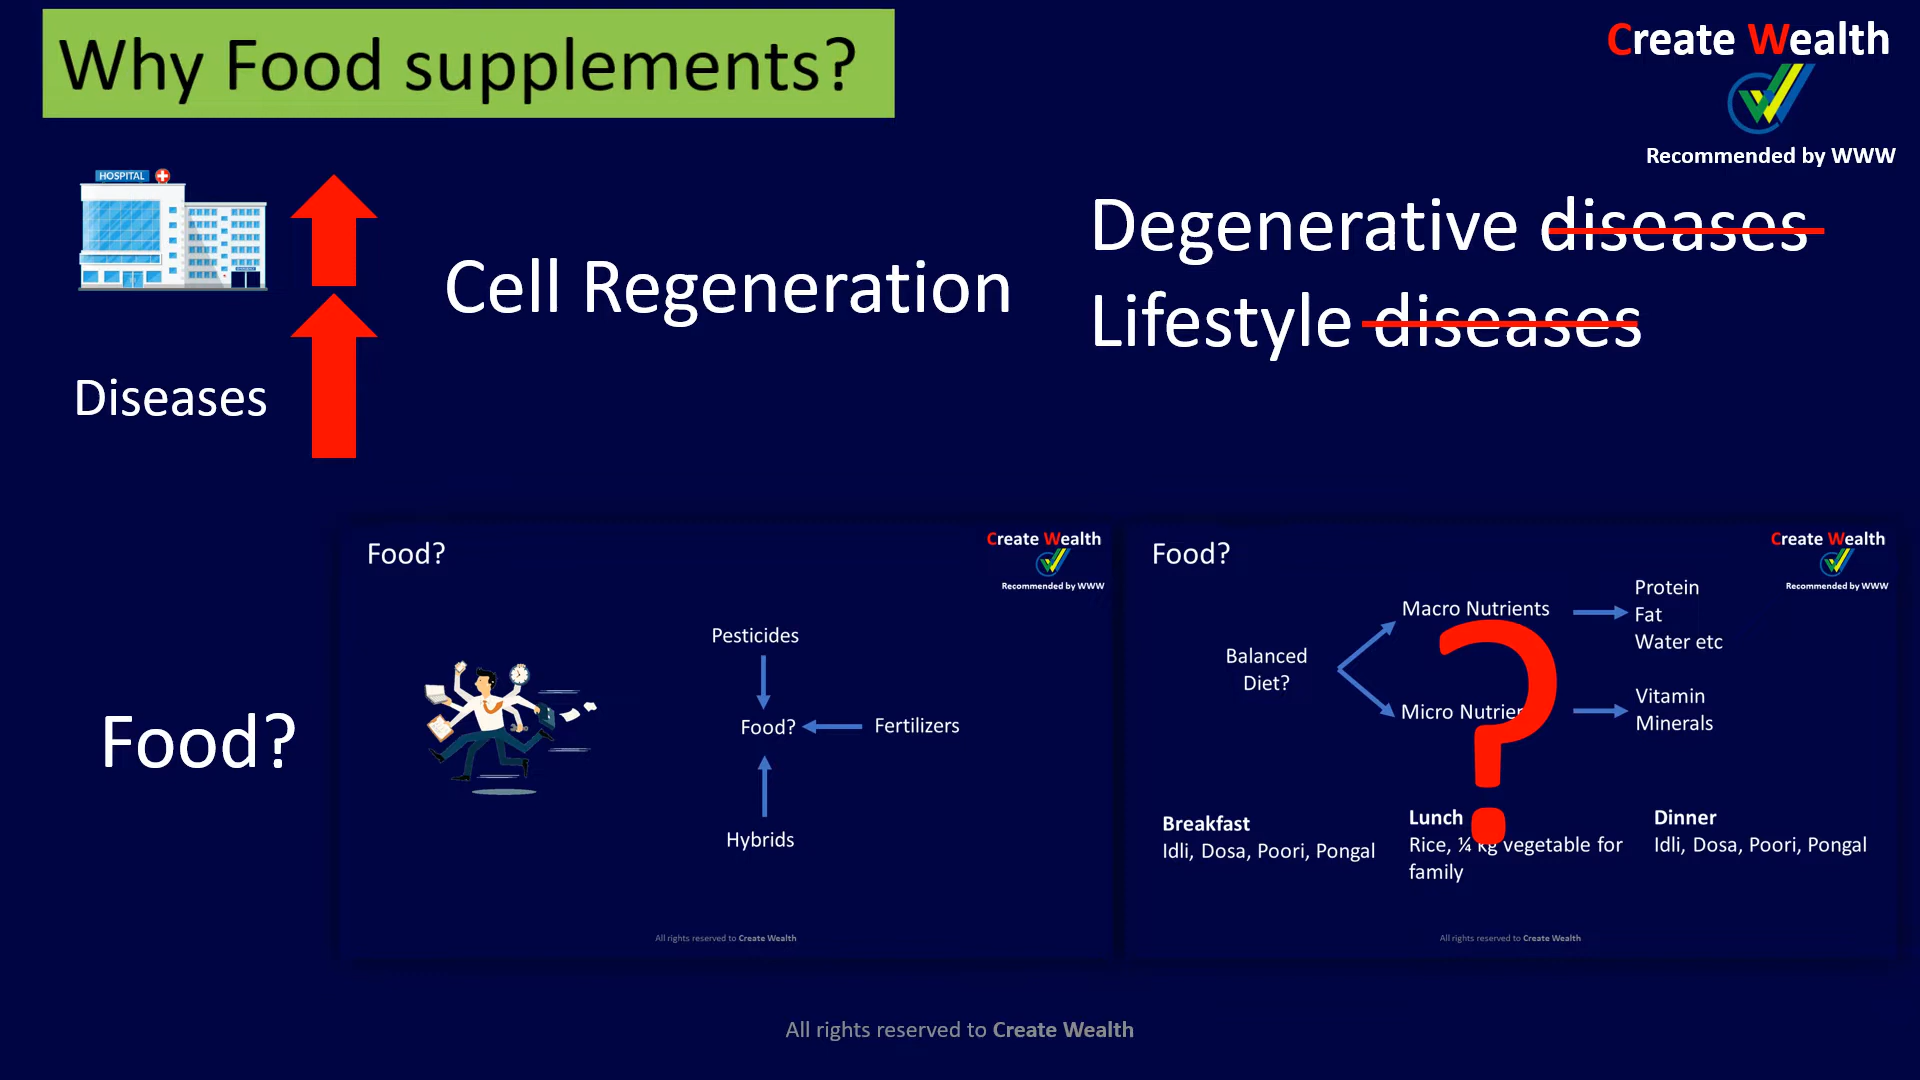 Why Food supplements?
Create Wealth
Recommended by WWW
HOSPITAL
Degenerative diseases
Cell Regeneration
Lifestyle diseases
Diseases
Food?
Food?
Create Wealth
Recommended by WWW
Pesticides
Food?
Fertilizers
Hybrids
All rights reserved to Create Wealth
Food?
Create Wealth
Recommended by WWW
Balanced
Diet?
Macro Nutrients
Protein
Fat
Water etc
Micro
Vitamin
Minerals
Breakfast
Idli, Dosa, Poori, Pongal
Lunch
Rice, ¼ kg vegetable for
family
Dinner
Idli, Dosa, Poori, Pongal
All rights reserved to Create Wealth
All rights reserved to Create Wealth